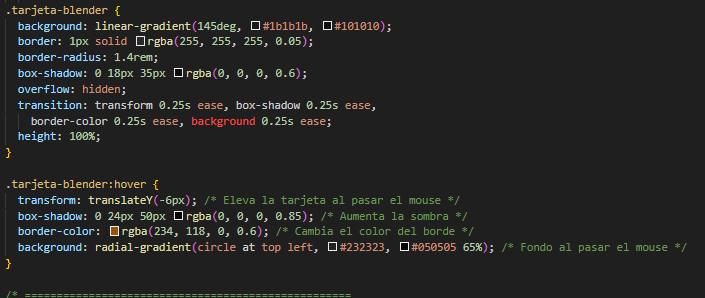 .tarjeta-blender {
background: linear-gradient(145deg, #1b1b1b, #101010);
border: 1px solid rgba(255, 255, 255, 0.05);
border-radius: 1.4rem;
box-shadow: 0 18px 35px rgba(0, 0, 0, 0.6);
overflow: hidden;
transition: transform 0.25s ease, box-shadow 0.25s ease,
border-color 0.25s ease, background 0.25s ease;
height: 100%;
}
.tarjeta-blender:hover {
transform: translateY(-6px); /* Eleva la tarjeta al pasar el mouse */
box-shadow: 0 24px 50px rgba(0, 0, 0, 0.85); /* Aumenta la sombra */
border-color: rgba(234, 118, 0, 0.6); /* Cambia el color del borde */
background: radial-gradient(circle at top left, #232323, #050505 65%); /* Fondo al pasar el mouse */
}
/* ==================================================